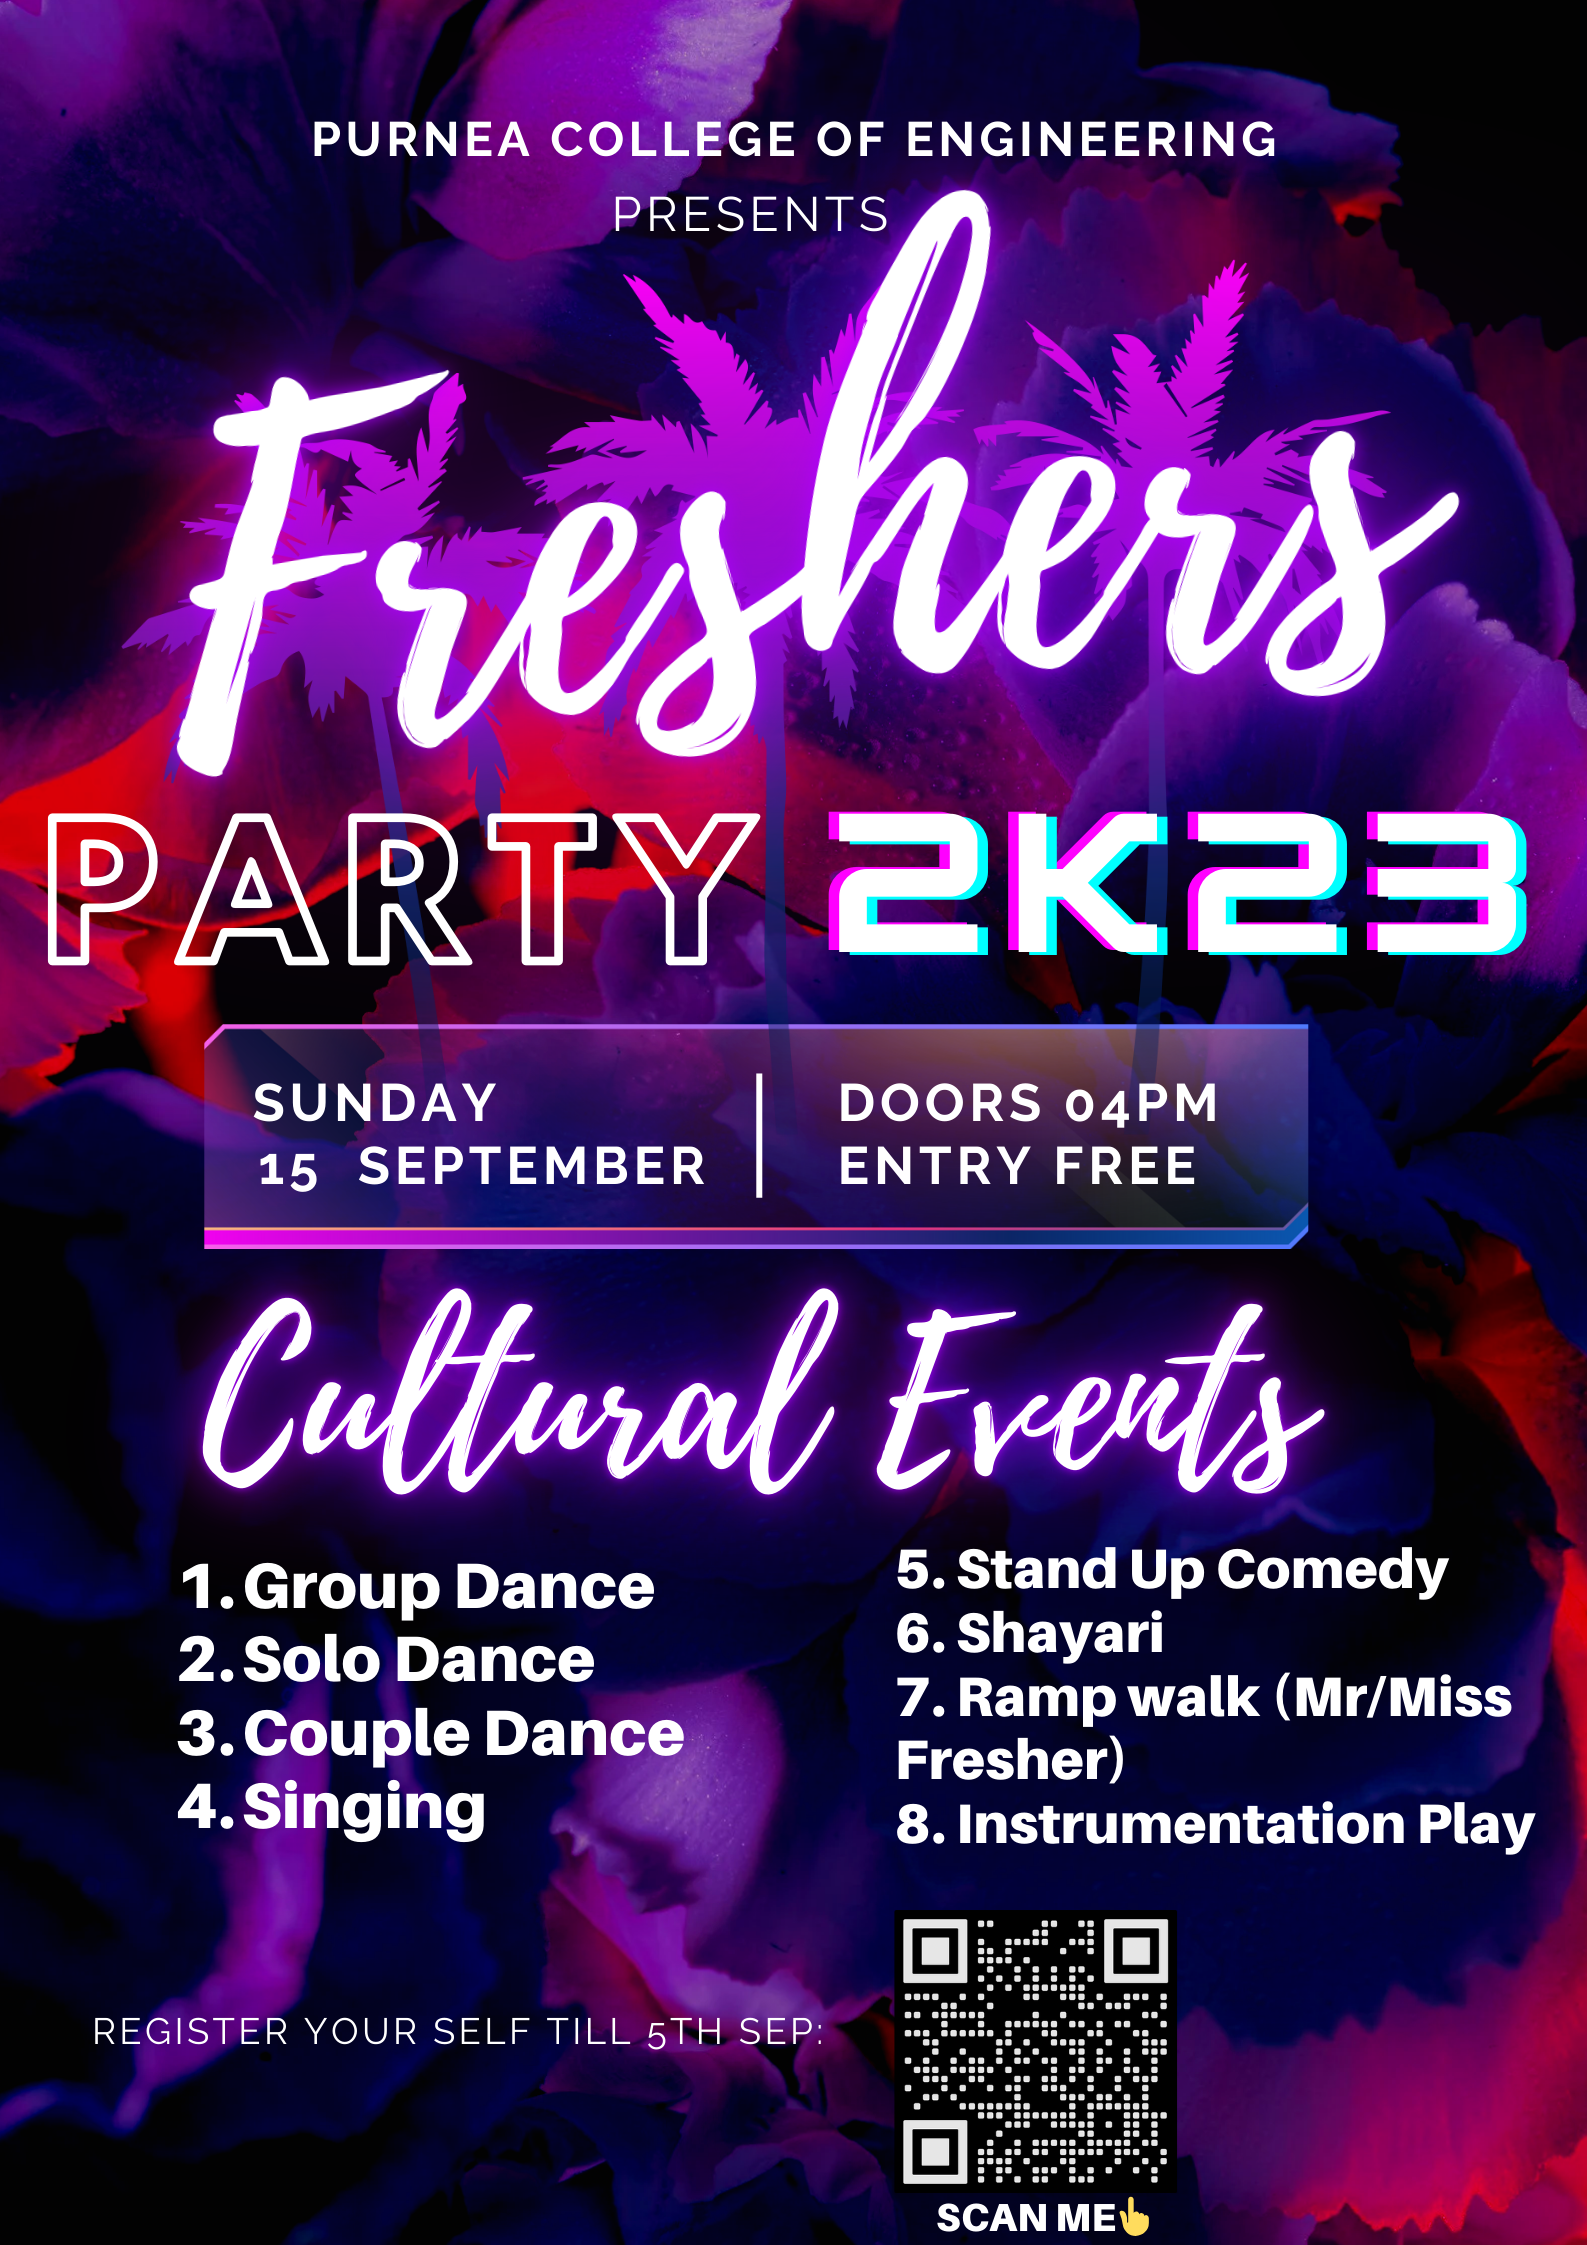 PURNEA COLLEGE OF ENGINEERING
PRESENTS
Freshers
PARTY 2K23
SUNDAY
15 SEPTEMBER
DOORS 04PM
ENTRY FREE
Cultural Events
1. Group Dance
2. Solo Dance
3. Couple Dance
4. Singing
5. Stand Up Comedy
6. Shayari
7. Ramp walk (Mr/Miss
Fresher)
8. Instrumentation Play
REGISTER YOUR SELF TILL 5TH SEP:
SCAN ME👆